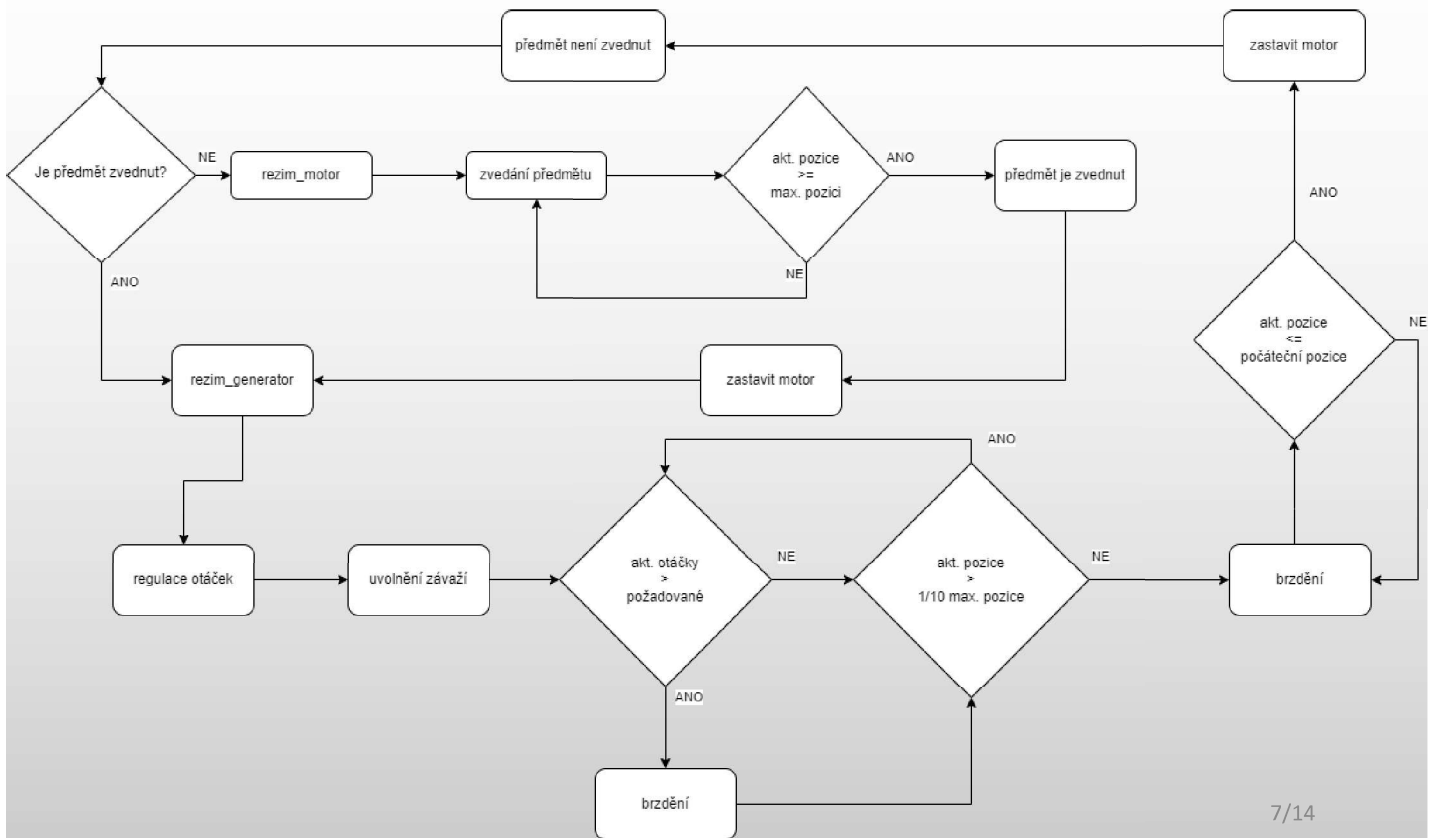 předmět není zvednut
zastavit motor
Je předmět zvednut?
NE
rezim_motor
zvedání předmětu
akt. pozice
>=
max. pozici
ANO
předmět je zvednut
NE
ANO
ANO
akt. pozice
<=
počáteční pozice
NE
rezim_generator
zastavit motor
ANO
regulace otáček
uvolnění závaží
akt. otáčky
>
požadované
NE
akt. pozice
>
1/10 max. pozice
NE
brzdění
ANO
brzdění
7/14